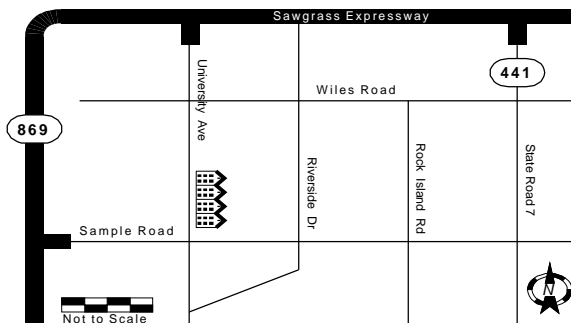 Sawgrass Expressway
441
University Ave
Wiles Road
869
Riverside Dr
Rock Island Rd
State Road 7
Sample Road
N
Not to Scale